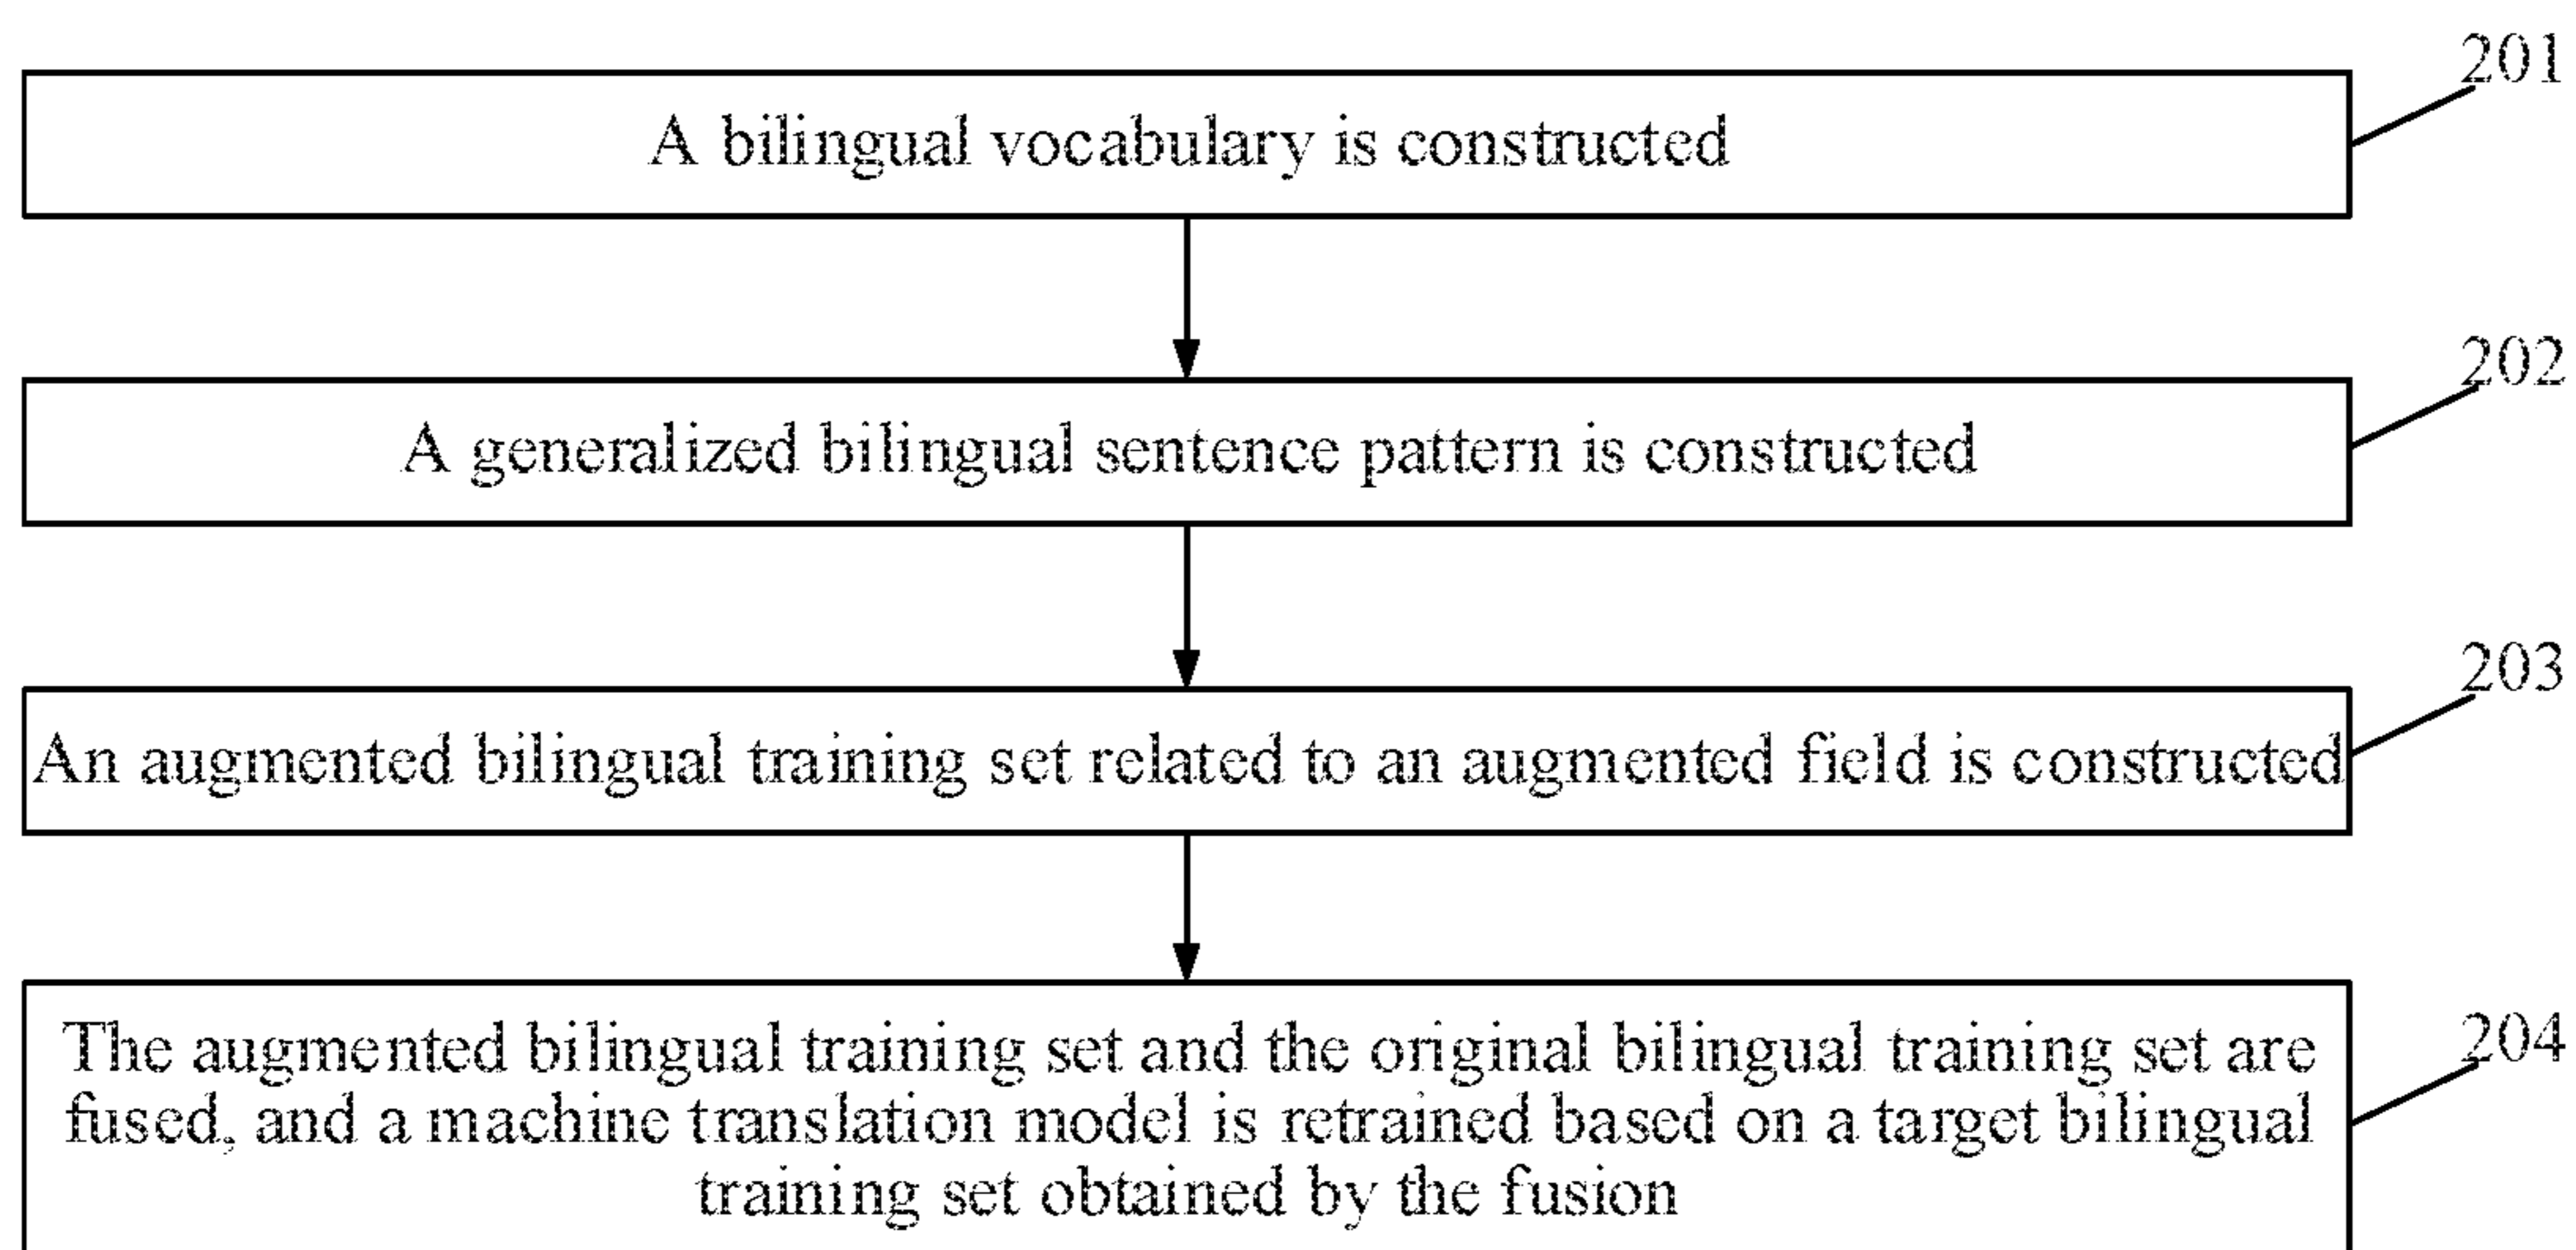 201
A bilingual vocabulary is constructed
202
A generalized bilingual sentence pattern is constructed
203
An augmented bilingual training set related to an augmented field is constructed
204
The augmented bilingual training set and the original bilingual training set are
fused, and a machine translation model is retrained based on a target bilingual
training set obtained by the fusion